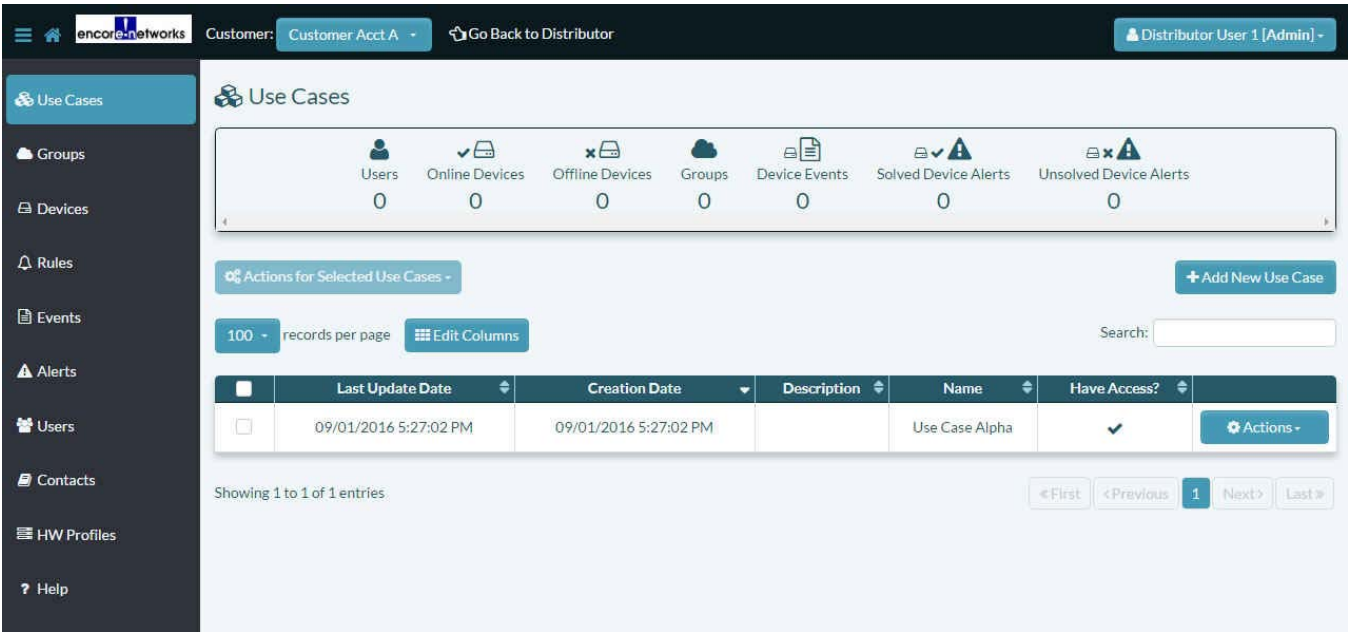 encore networks Customer: Customer Acct A Go Back to Distributor Distributor User 1 [Admin]
Use Cases
Groups
Devices
Rules
Events
Alerts
Users
Contacts
HW Profiles
? Help
Use Cases
Users Online Devices Offline Devices Groups Device Events Solved Device Alerts Unsolved Device Alerts
0 0 0 0 0 0 0
Actions for Selected Use Cases +Add New Use Case
100 records per page Edit Columns Search:
Last Update Date Creation Date Description Name Have Access?
09/01/2016 5:27:02 PM 09/01/2016 5:27:02 PM Use Case Alpha Actions
Showing 1 to 1 of 1 entries «First <Previous 1 Next> Last»